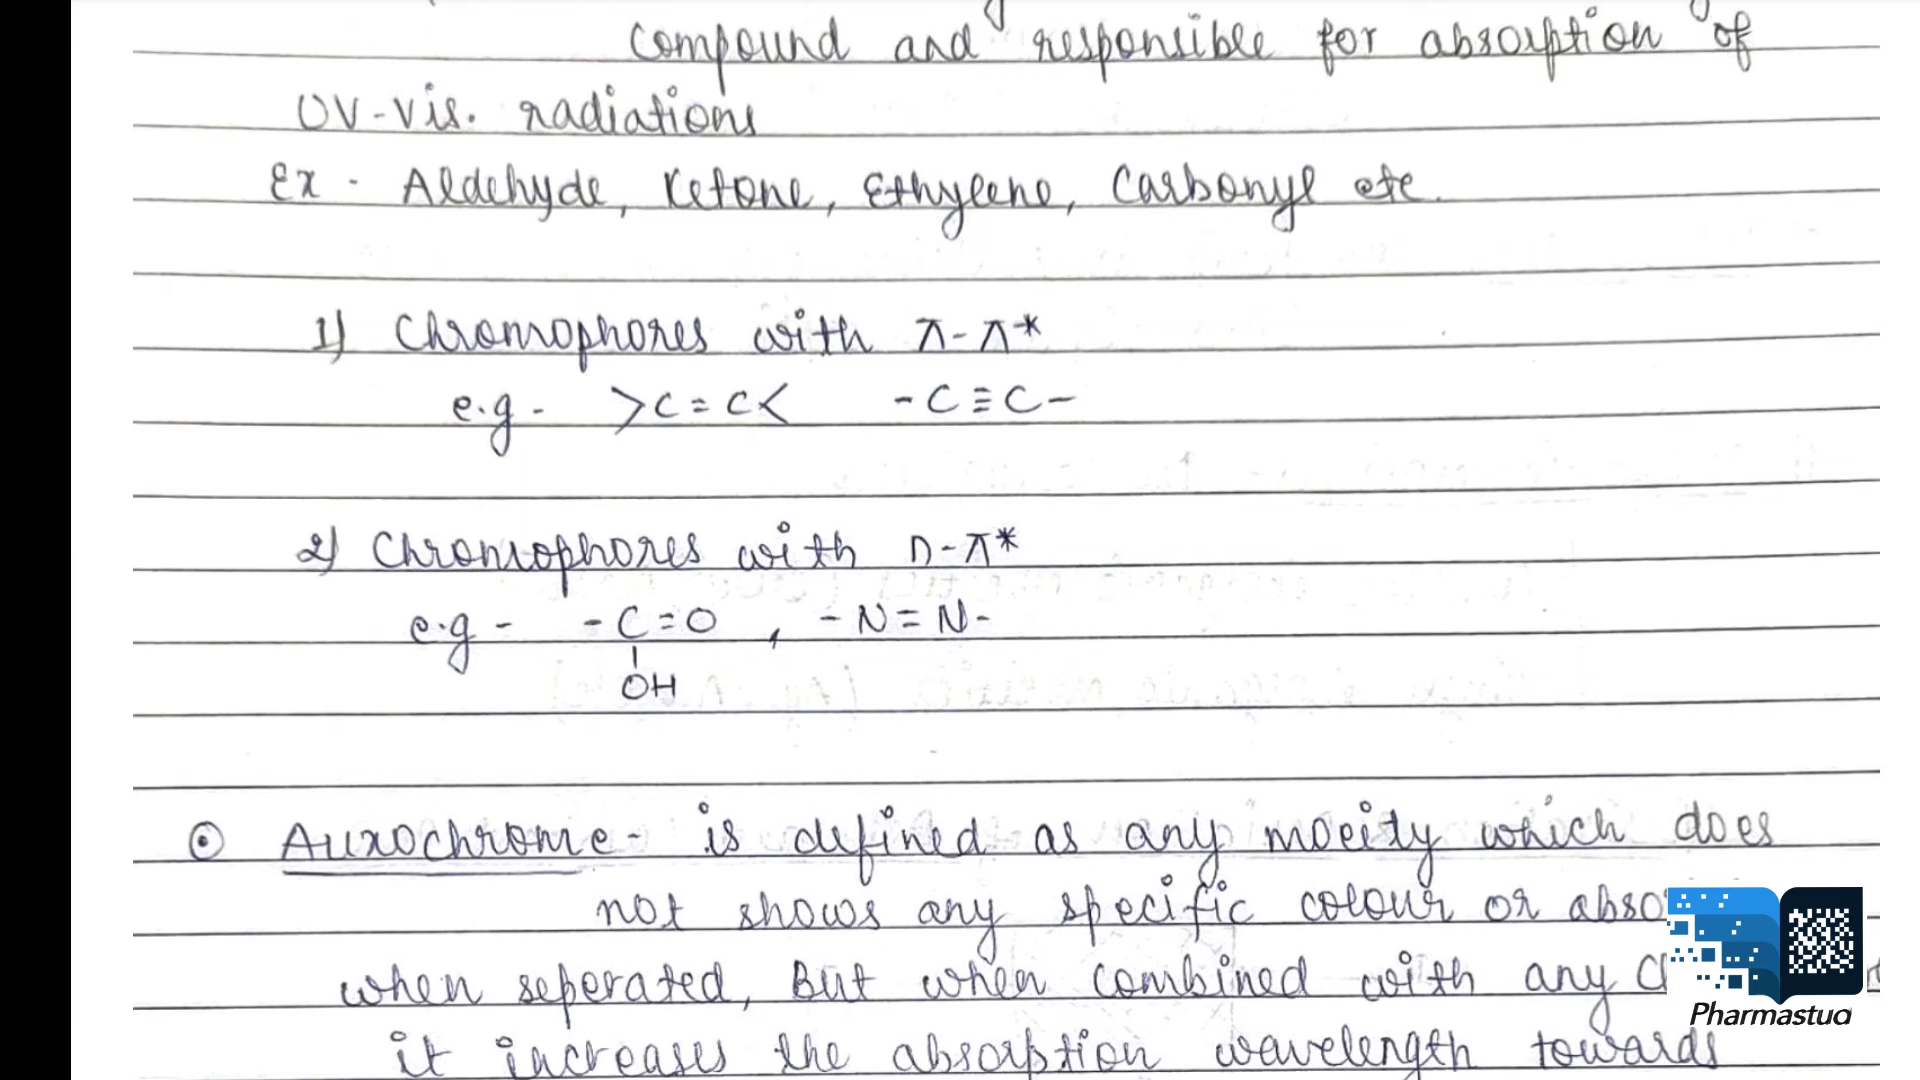 compound and responsible for absorption of
UV-Vis. radiations
Ex - Aldehyde, Ketone, Ethylene, Carbonyl etc.
1) Chromophores with π-π*
e.g - >C=C< -C≡C-
2) Chromophores with n-π*
e.g - -C=O , -N=N-
OH
Auxochrome - is defined as any moeity which does
not shows any specific colour or
when seperated, But when combined with any
it increases the absorption wavelength towards
Pharmastud